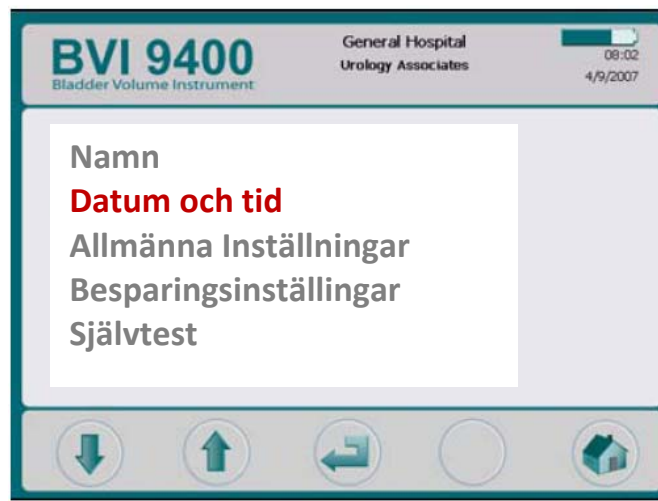 BVI 9400
Bladder Volume Instrument
General Hospital
Urology Associates
08:02
4/9/2007
Namn
Datum och tid
Allmänna Inställningar
Besparingsinställingar
Självtest